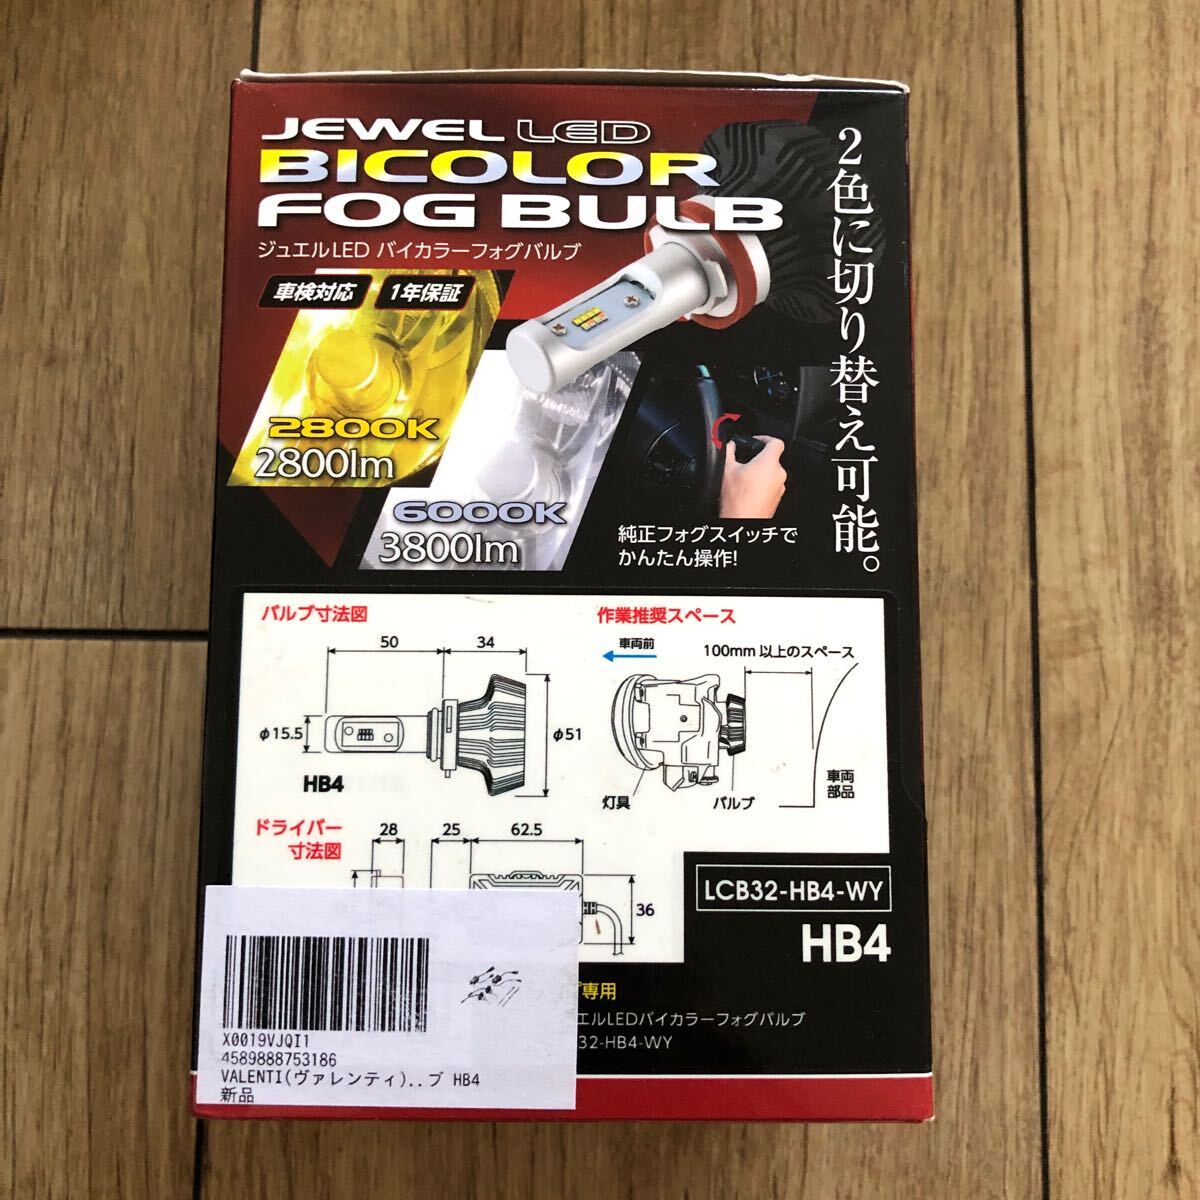 JEWEL LED
BICOLOR
FOG BULB
ジュエルLED バイカラーフォグバルブ
車検対応 1年保証
2色に切り替え可能。
2800K
2800lm
6000K
3800lm
純正フォグスイッチで
かんたん操作!
バルブ寸法図
50 34
φ15.5
φ51
HB4
作業推奨スペース
車両前
100mm以上のスペース
灯具
バルブ
車両
部品
ドライバー
寸法図
28 25 62.5
36
LCB32-HB4-WY
HB4
専用
エルLEDバイカラーフォグバルブ
32-HB4-WY
X0019VJQI1
4589888753186
VALENTI(ヴァレンティ)..ブ HB4
新品